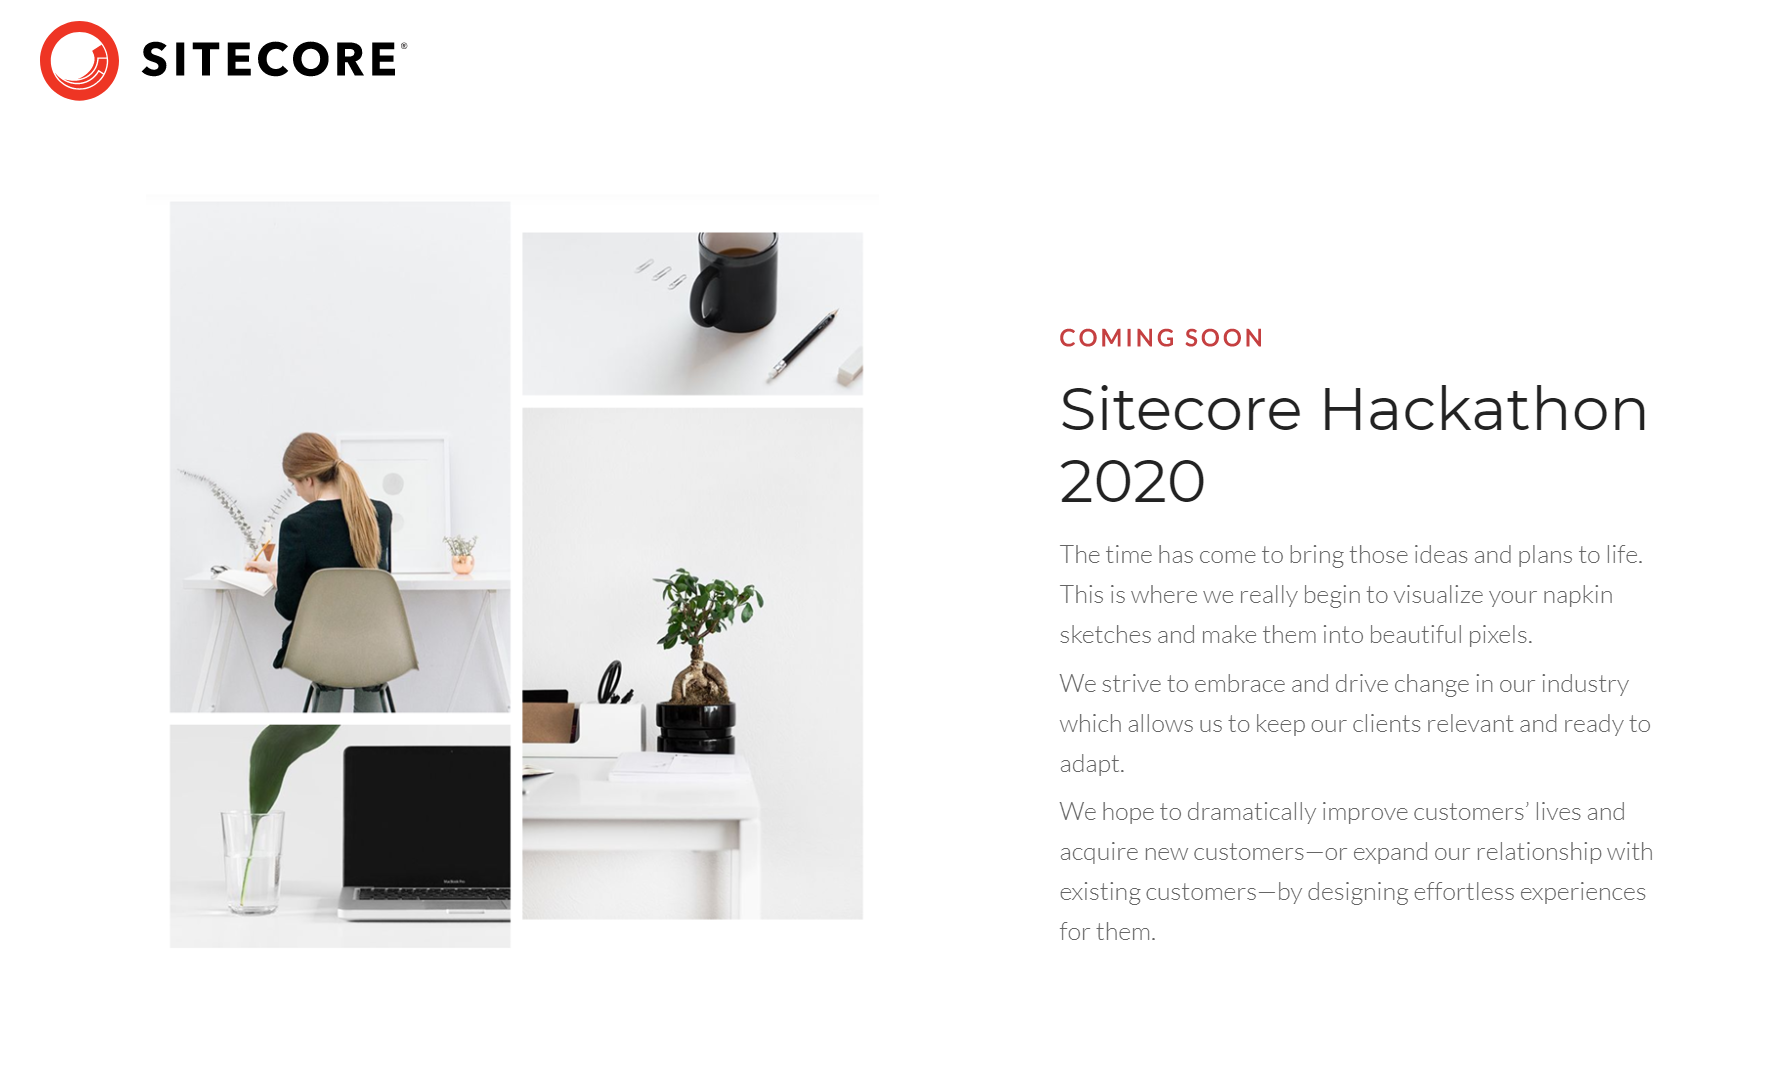 SITECORE®
COMING SOON
Sitecore Hackathon
2020
The time has come to bring those ideas and plans to life.
This is where we really begin to visualize your napkin
sketches and make them into beautiful pixels.
We strive to embrace and drive change in our industry
which allows us to keep our clients relevant and ready to
adapt.
We hope to dramatically improve customers’ lives and
acquire new customers—or expand our relationship with
existing customers—by designing effortless experiences
for them.
MacBook Pro